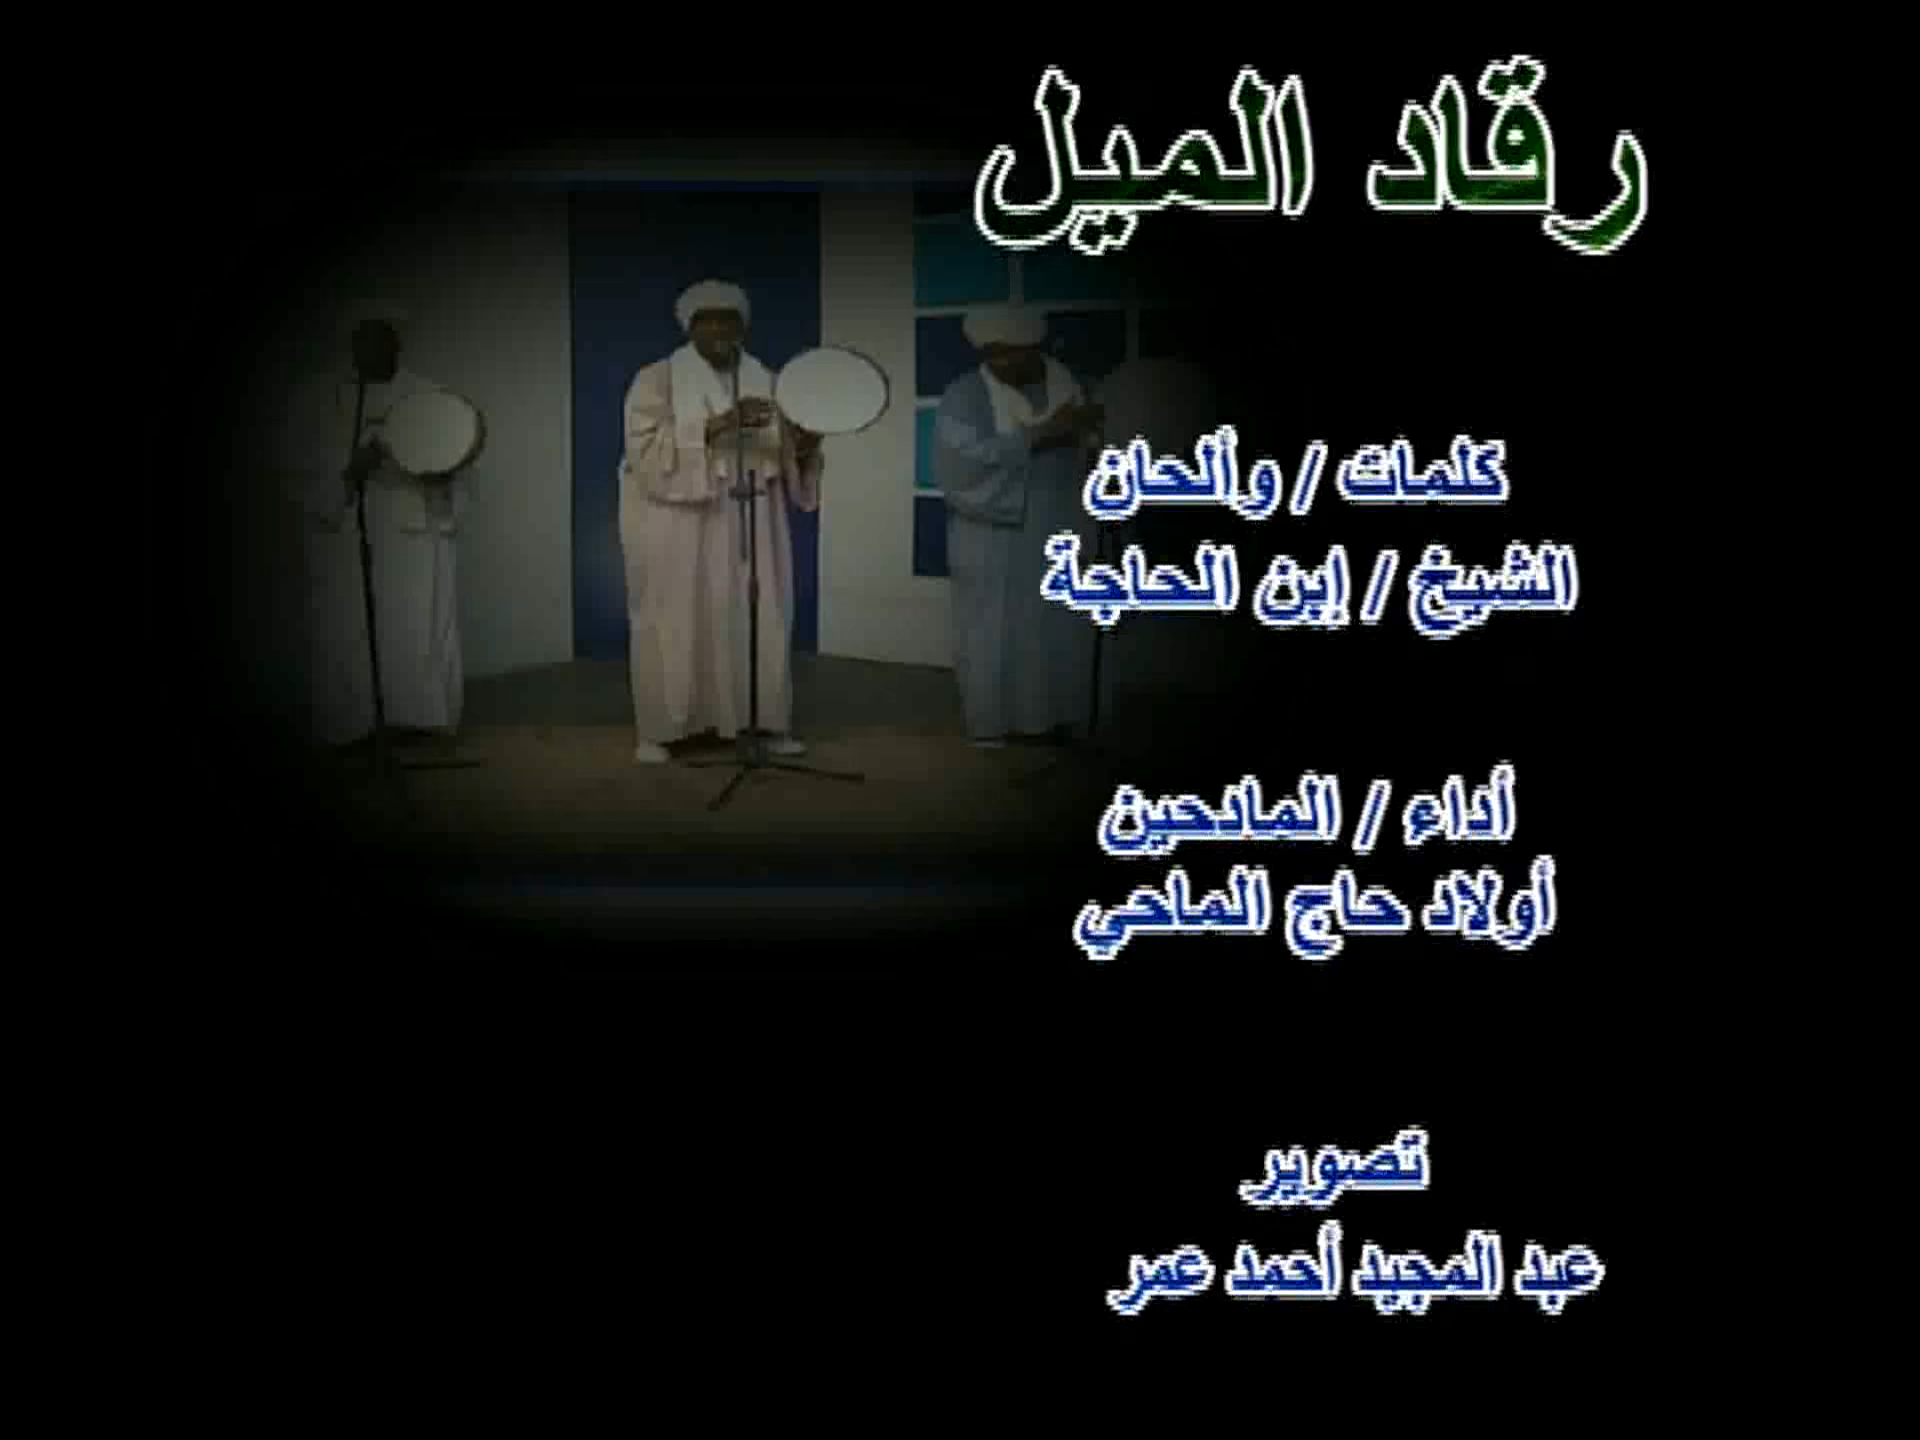 رقاد الميل
كلمات / وألحان
الشيخ / إبن الحاجة
أداء / المادحين
أولاد حاج الماحي
تصوير
عبد المجيد أحمد عمر